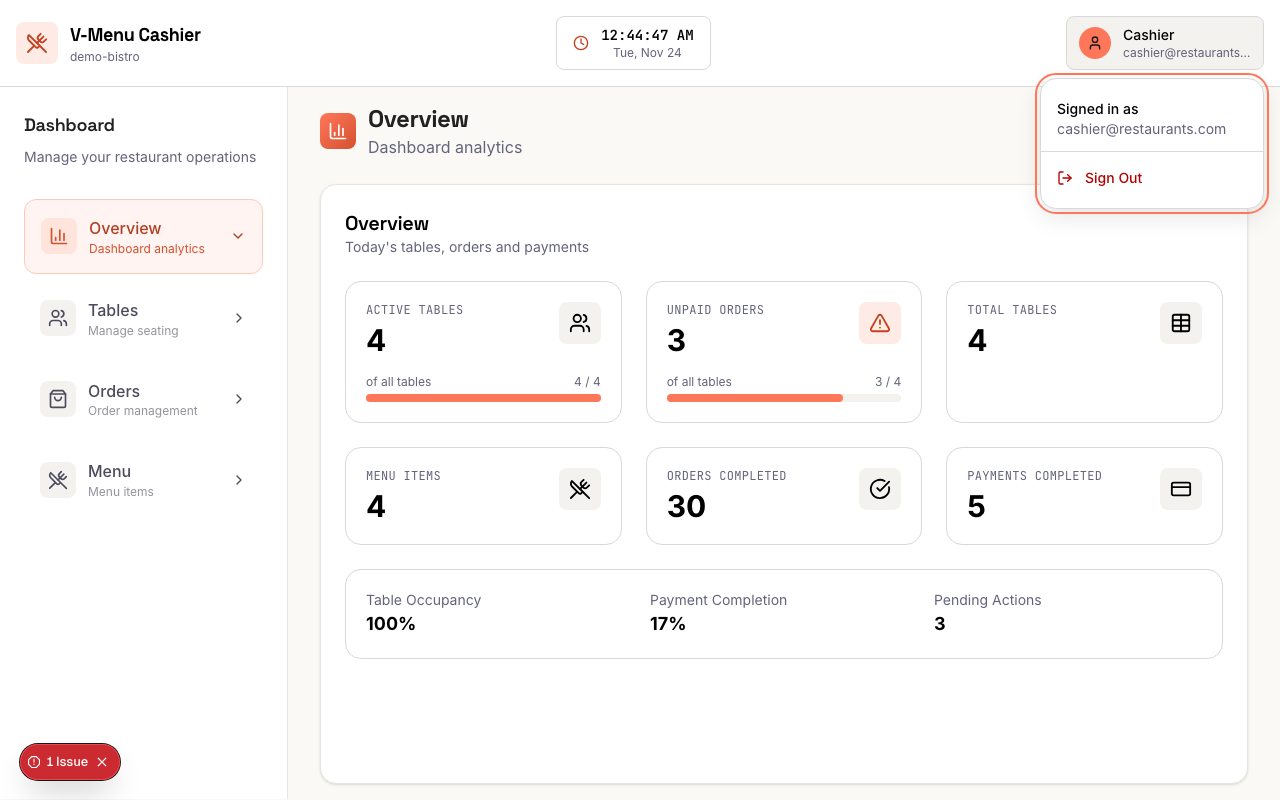 V-Menu Cashier
demo-bistro
12:44:47 AM
Tue, Nov 24
Cashier
cashier@restaurants...
Signed in as
cashier@restaurants.com
Sign Out
Dashboard
Manage your restaurant operations
Overview
Dashboard analytics
Tables
Manage seating
Orders
Order management
Menu
Menu items
1 Issue
Overview
Dashboard analytics
Overview
Today's tables, orders and payments
ACTIVE TABLES
4
of all tables 4 / 4
UNPAID ORDERS
3
of all tables 3 / 4
TOTAL TABLES
4
MENU ITEMS
4
ORDERS COMPLETED
30
PAYMENTS COMPLETED
5
Table Occupancy
100%
Payment Completion
17%
Pending Actions
3